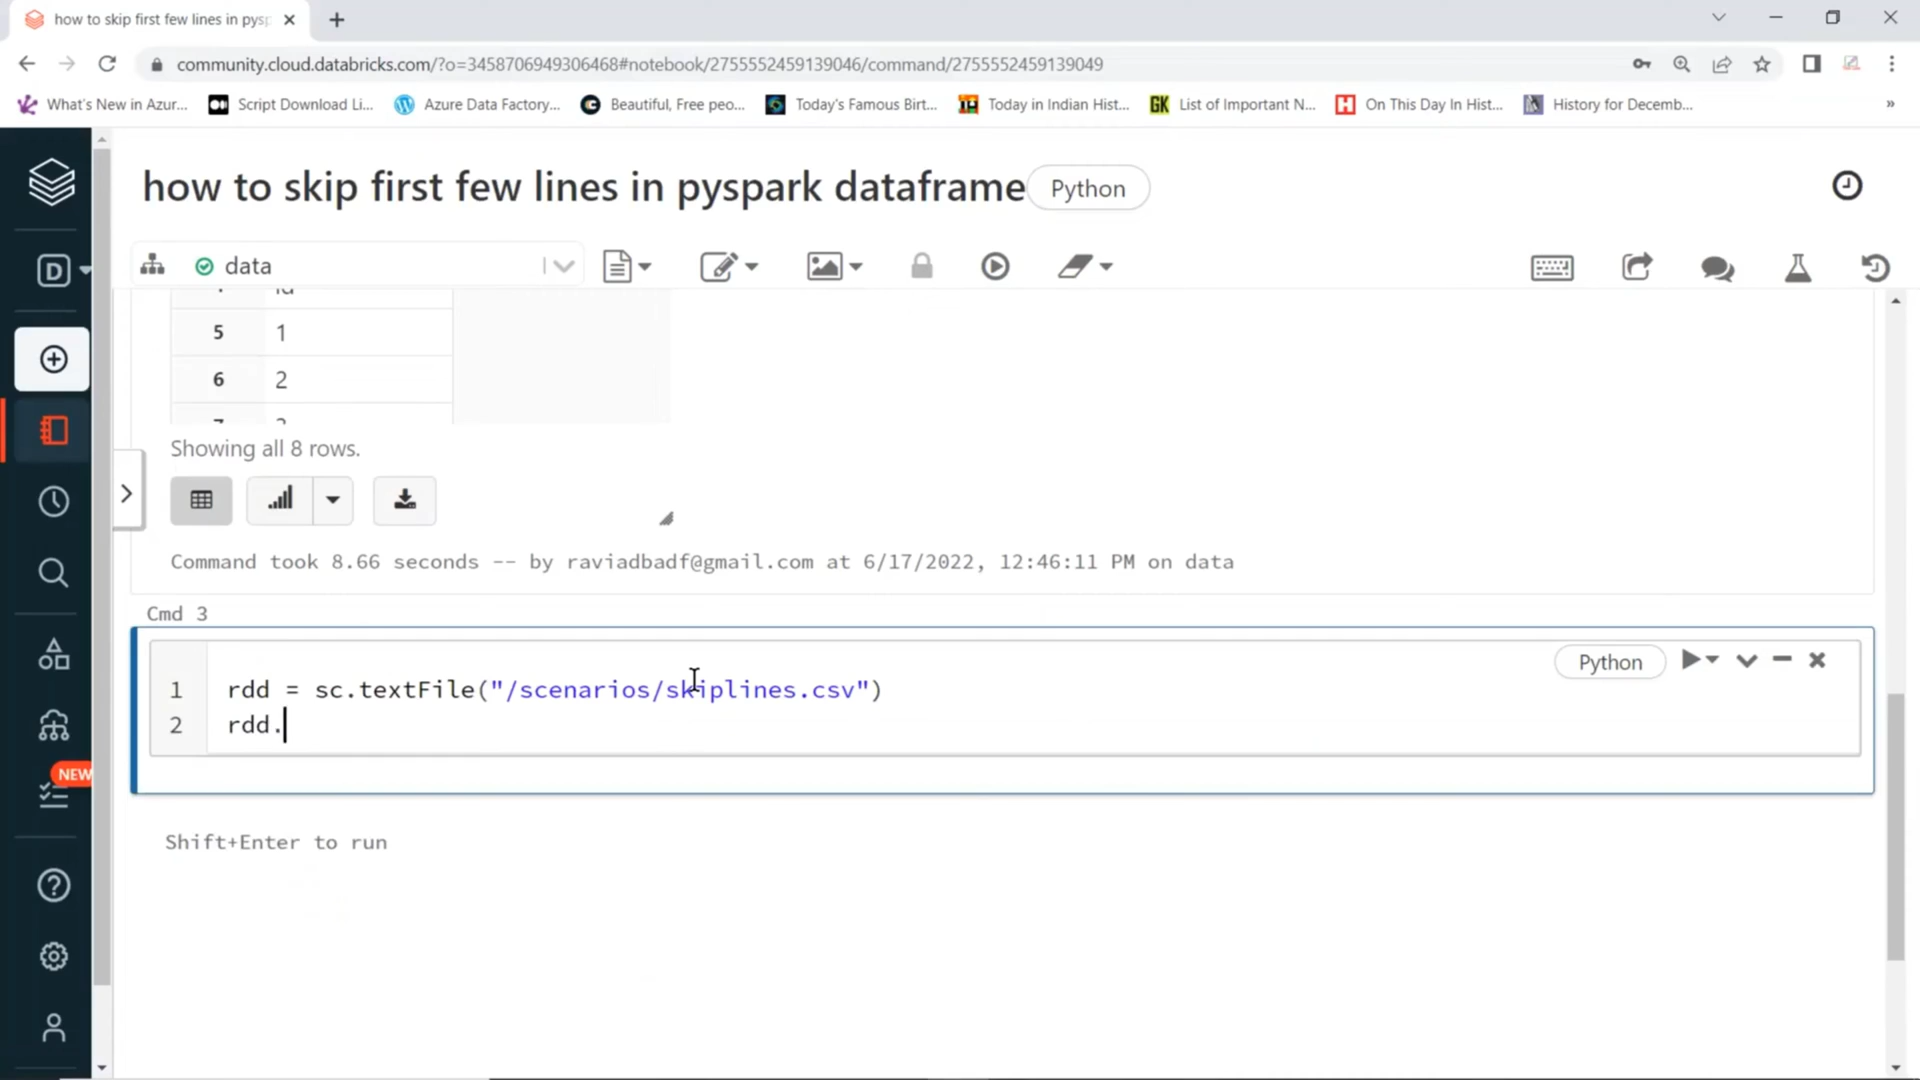 how to skip first few lines in pysp
community.cloud.databricks.com/?o=3458706949306468#notebook/2755552459139046/command/2755552459139049
What's New in Azur...
Script Download Li...
Azure Data Factory...
Beautiful, Free peo...
Today's Famous Birt...
TH
Today in Indian Hist...
GK
List of Important N...
H
On This Day In Hist...
History for Decemb...
»
how to skip first few lines in pyspark dataframe
Python
D
data
5 1
6 2
Showing all 8 rows.
Command took 8.66 seconds -- by raviadbadf@gmail.com at 6/17/2022, 12:46:11 PM on data
Cmd 3
Python
1 rdd = sc.textFile("/scenarios/skiplines.csv")
2 rdd.
NEW
Shift+Enter to run